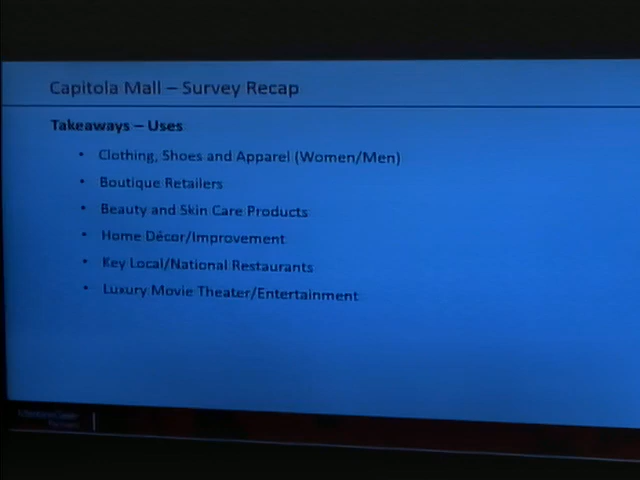 Capitola Mall – Survey Recap
Takeaways – Uses
• Clothing, Shoes and Apparel (Women/Men)
• Boutique Retailers
• Beauty and Skin Care Products
• Home Décor/Improvement
• Key Local/National Restaurants
• Luxury Movie Theater/Entertainment